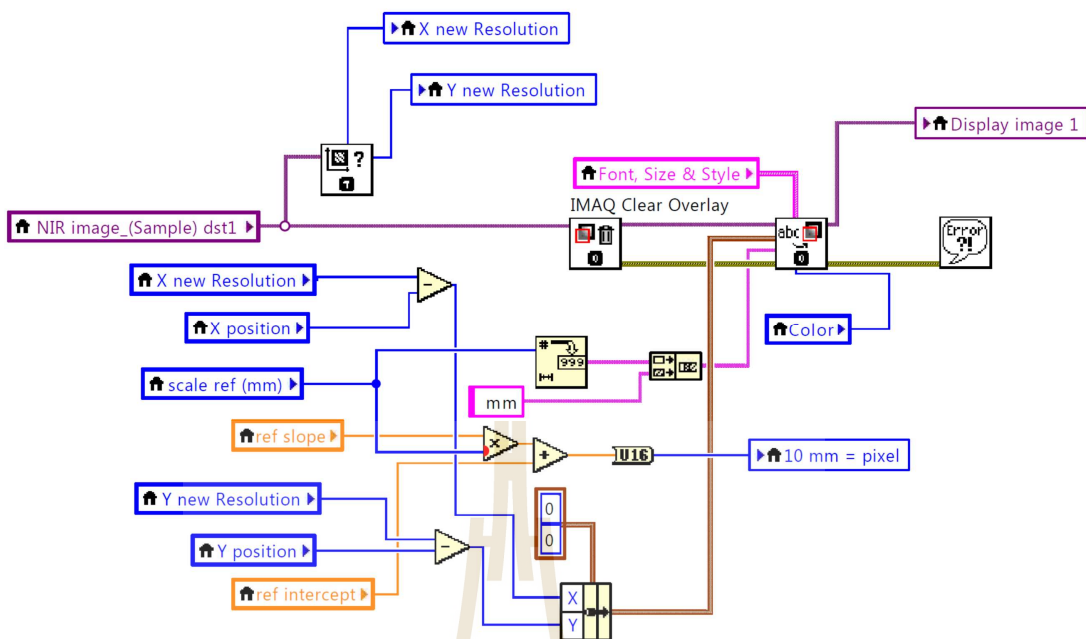 X new Resolution
Y new Resolution
?
Display image 1
Font, Size & Style
IMAQ Clear Overlay
NIR image_(Sample) dst1
abc
Error
?!
X new Resolution
X position
Color
#
999
scale ref (mm)
mm
ref slope
x
+
U16
10 mm = pixel
Y new Resolution
0
0
Y position
ref intercept
X
Y